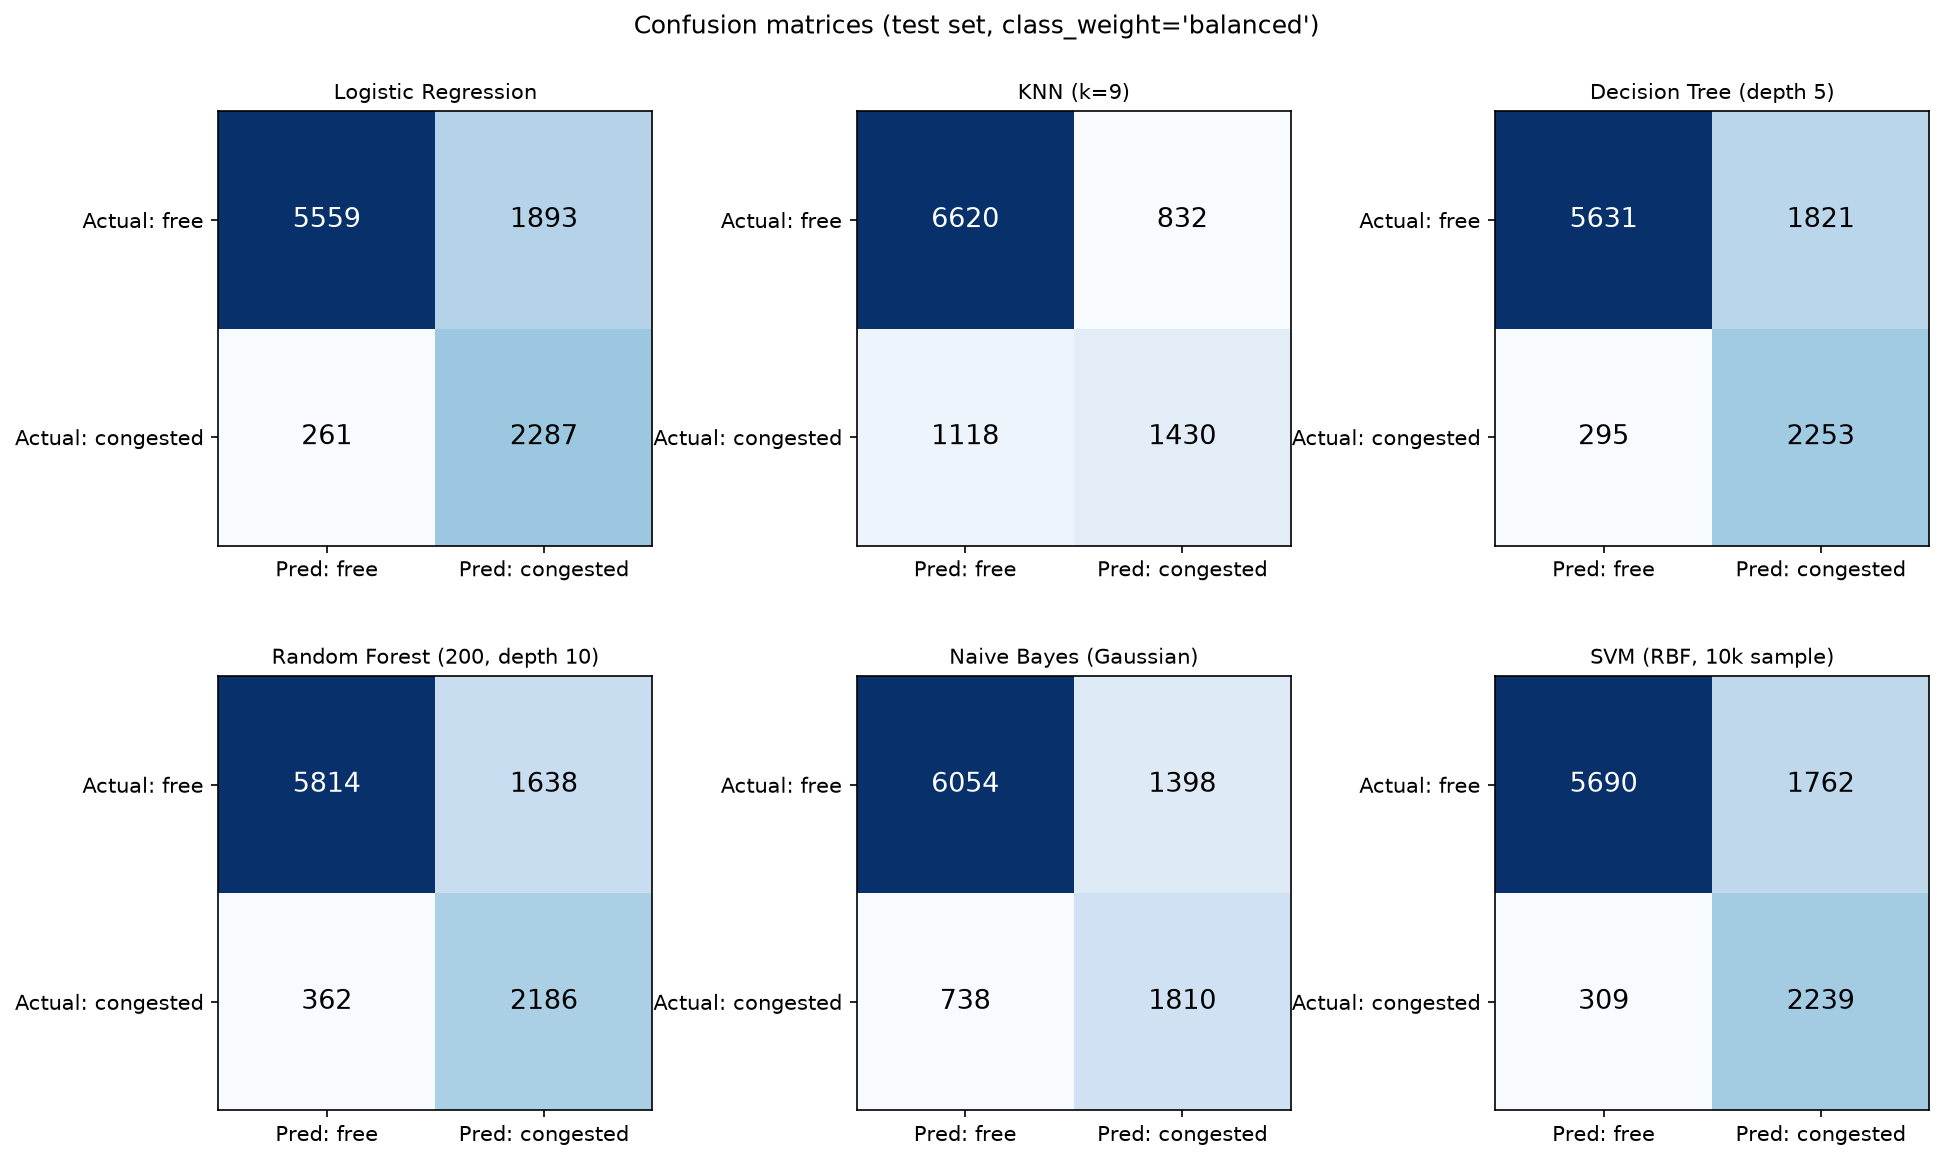 Confusion matrices (test set, class_weight='balanced')
Logistic Regression
Actual: free
5559 1893
Actual: congested
261 2287
Pred: free Pred: congested
KNN (k=9)
Actual: free
6620 832
Actual: congested
1118 1430
Pred: free Pred: congested
Decision Tree (depth 5)
Actual: free
5631 1821
Actual: congested
295 2253
Pred: free Pred: congested
Random Forest (200, depth 10)
Actual: free
5814 1638
Actual: congested
362 2186
Pred: free Pred: congested
Naive Bayes (Gaussian)
Actual: free
6054 1398
Actual: congested
738 1810
Pred: free Pred: congested
SVM (RBF, 10k sample)
Actual: free
5690 1762
Actual: congested
309 2239
Pred: free Pred: congested